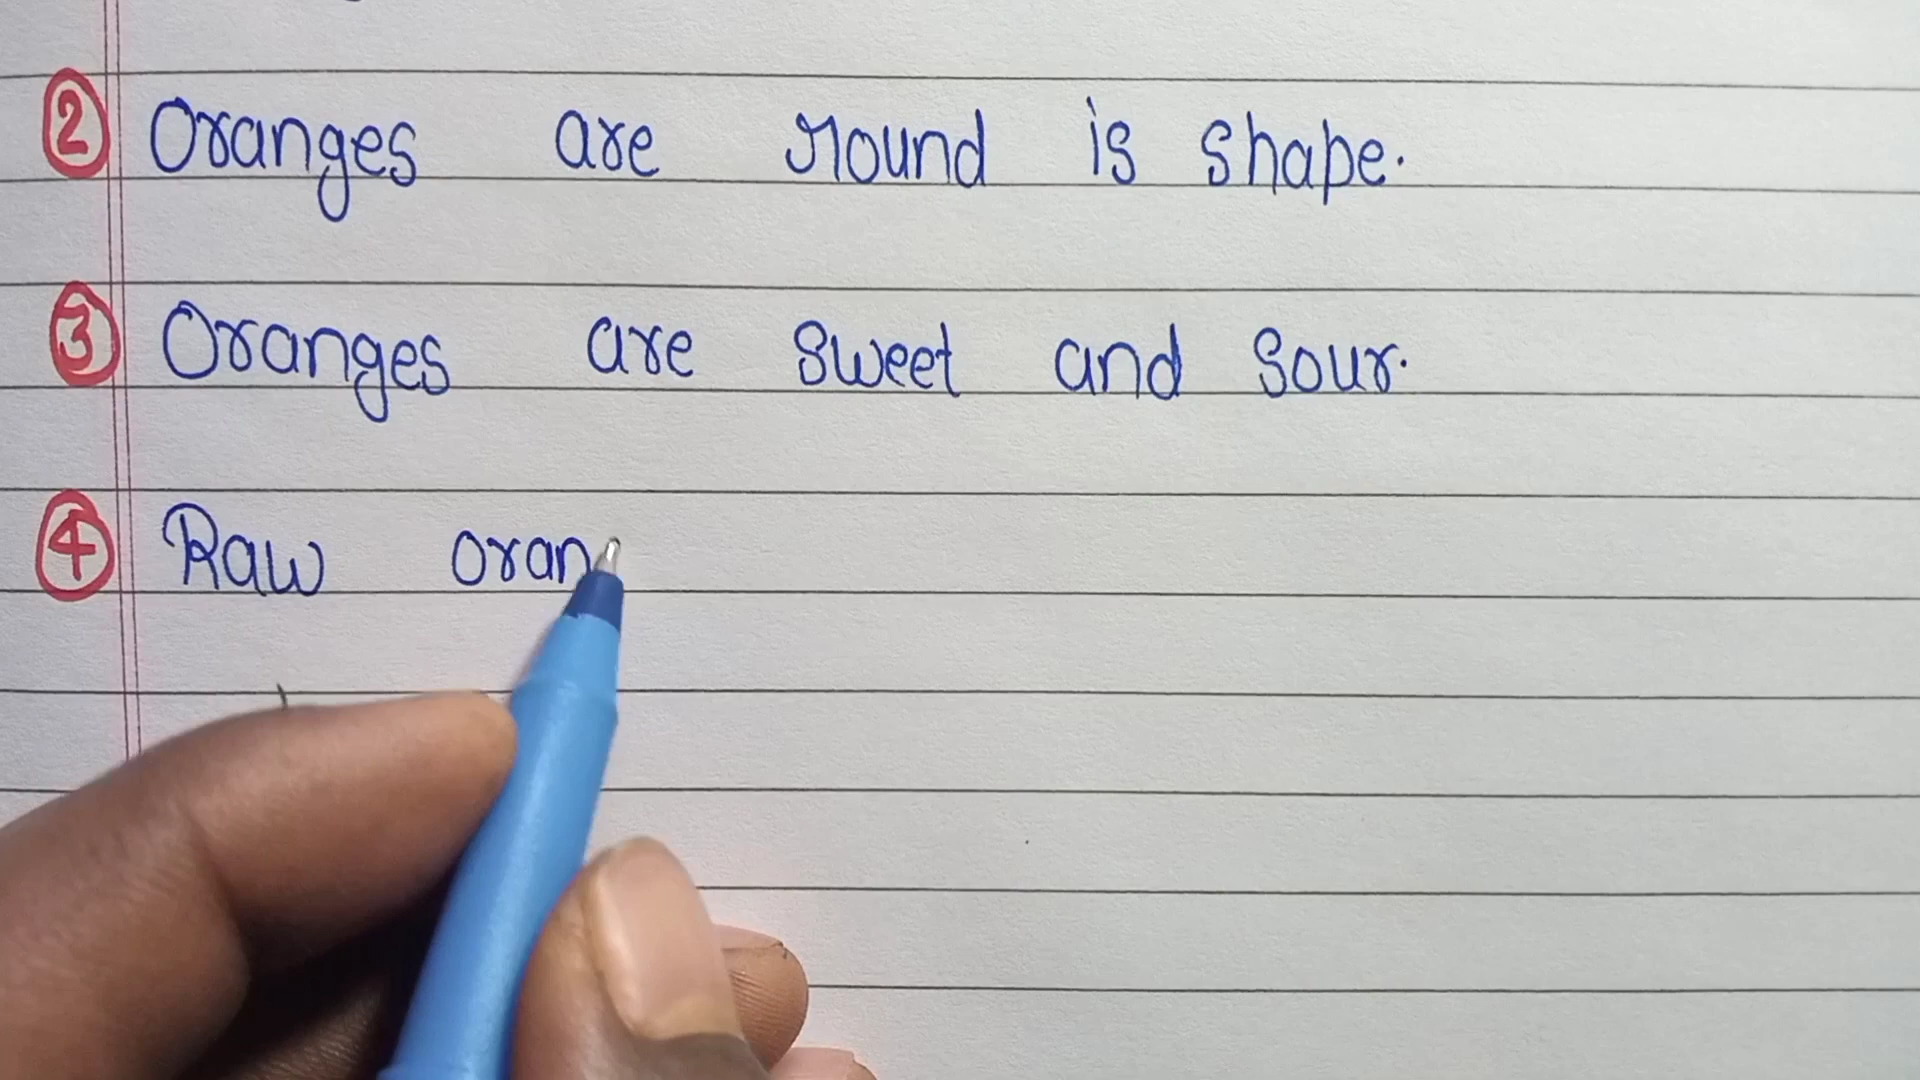 2 Oranges are round is shape.
3 Oranges are sweet and sour.
4 Raw oran